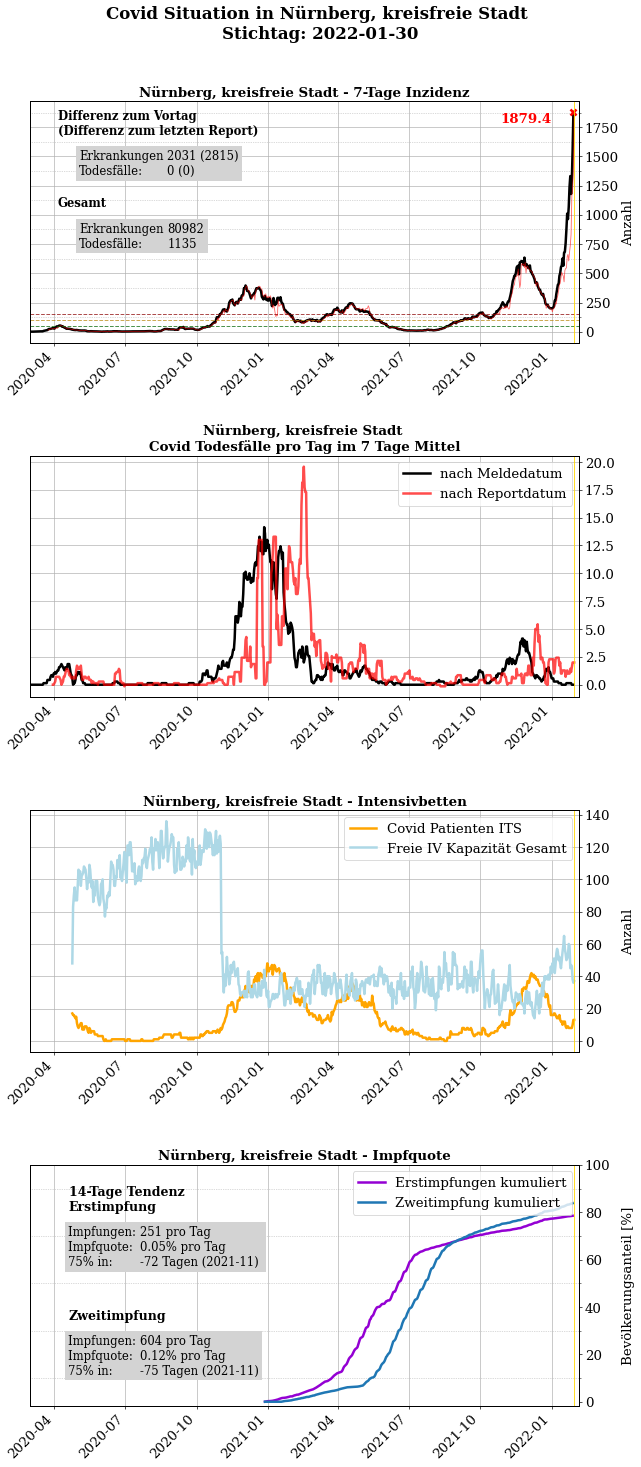 Covid Situation in Nürnberg, kreisfreie Stadt
Stichtag: 2022-01-30
Nürnberg, kreisfreie Stadt - 7-Tage Inzidenz
Differenz zum Vortag
(Differenz zum letzten Report)
Erkrankungen 2031 (2815)
Todesfälle: 0 (0)
Gesamt
Erkrankungen 80982
Todesfälle: 1135
1879.4
1750
1500
1250
1000
750
500
250
0
Anzahl
2020-04
2020-07
2020-10
2021-01
2021-04
2021-07
2021-10
2022-01
Nürnberg, kreisfreie Stadt
Covid Todesfälle pro Tag im 7 Tage Mittel
nach Meldedatum
nach Reportdatum
20.0
17.5
15.0
12.5
10.0
7.5
5.0
2.5
0.0
2020-04
2020-07
2020-10
2021-01
2021-04
2021-07
2021-10
2022-01
Nürnberg, kreisfreie Stadt - Intensivbetten
Covid Patienten ITS
Freie IV Kapazität Gesamt
140
120
100
80
60
40
20
0
Anzahl
2020-04
2020-07
2020-10
2021-01
2021-04
2021-07
2021-10
2022-01
Nürnberg, kreisfreie Stadt - Impfquote
14-Tage Tendenz
Erstimpfung
Impfungen: 251 pro Tag
Impfquote: 0.05% pro Tag
75% in: -72 Tagen (2021-11)
Zweitimpfung
Impfungen: 604 pro Tag
Impfquote: 0.12% pro Tag
75% in: -75 Tagen (2021-11)
Erstimpfungen kumuliert
Zweitimpfung kumuliert
100
80
60
40
20
0
Bevölkerungsanteil [%]
2020-04
2020-07
2020-10
2021-01
2021-04
2021-07
2021-10
2022-01